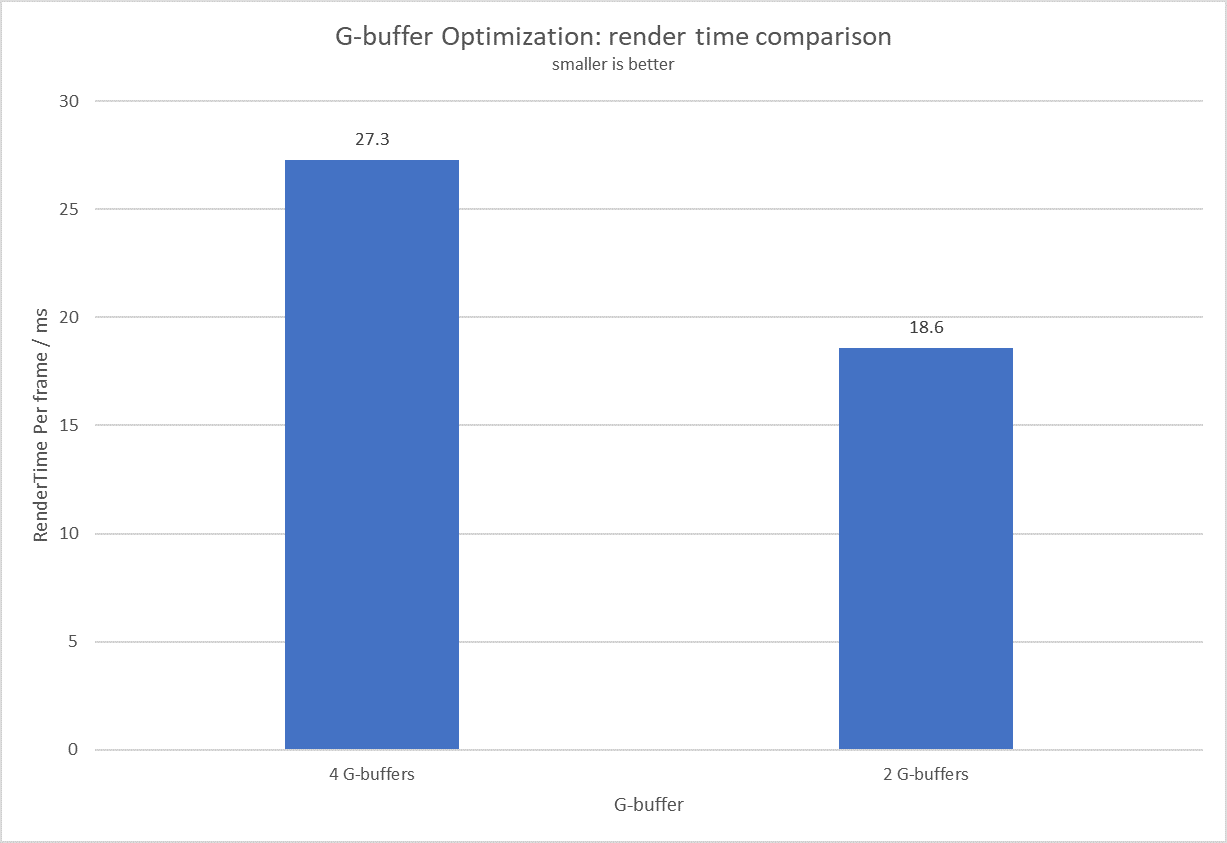 G-buffer Optimization: render time comparison
smaller is better
30
25
20
15
10
5
0
RenderTime Per frame / ms
27.3
18.6
4 G-buffers
2 G-buffers
G-buffer